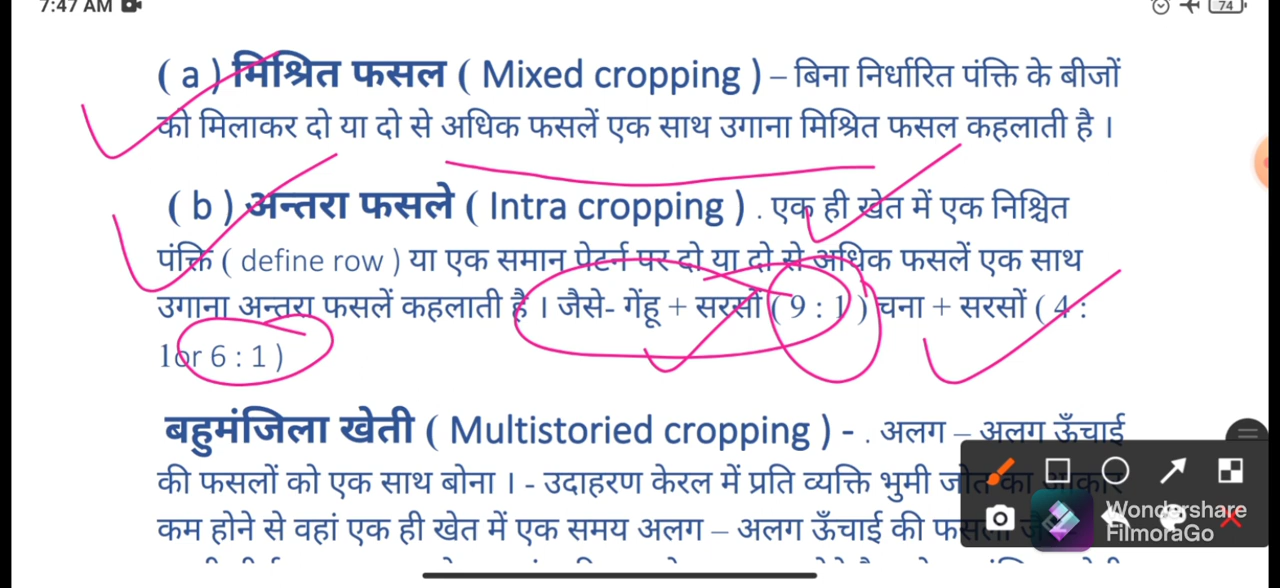 7:47 AM
74
( a ) मिश्रित फसल ( Mixed cropping ) – बिना निर्धारित पंक्ति के बीजों
को मिलाकर दो या दो से अधिक फसलें एक साथ उगाना मिश्रित फसल कहलाती है ।
( b ) अन्तरा फसले ( Intra cropping ) . एक ही खेत में एक निश्चित
पंक्ति ( define row ) या एक समान पेटर्न पर दो या दो से अधिक फसलें एक साथ
उगाना अन्तरा फसलें कहलाती है । जैसे- गेंहू + सरसों ( 9 : 1 ) चना + सरसों ( 4 :
1or 6 : 1 )
बहुमंजिला खेती ( Multistoried cropping ) - . अलग – अलग ऊँचाई
की फसलों को एक साथ बोना । - उदाहरण केरल में प्रति व्यक्ति भुमी जोत का आकार
कम होने से वहां एक ही खेत में एक समय अलग – अलग ऊँचाई की
Wondershare
FilmoraGo